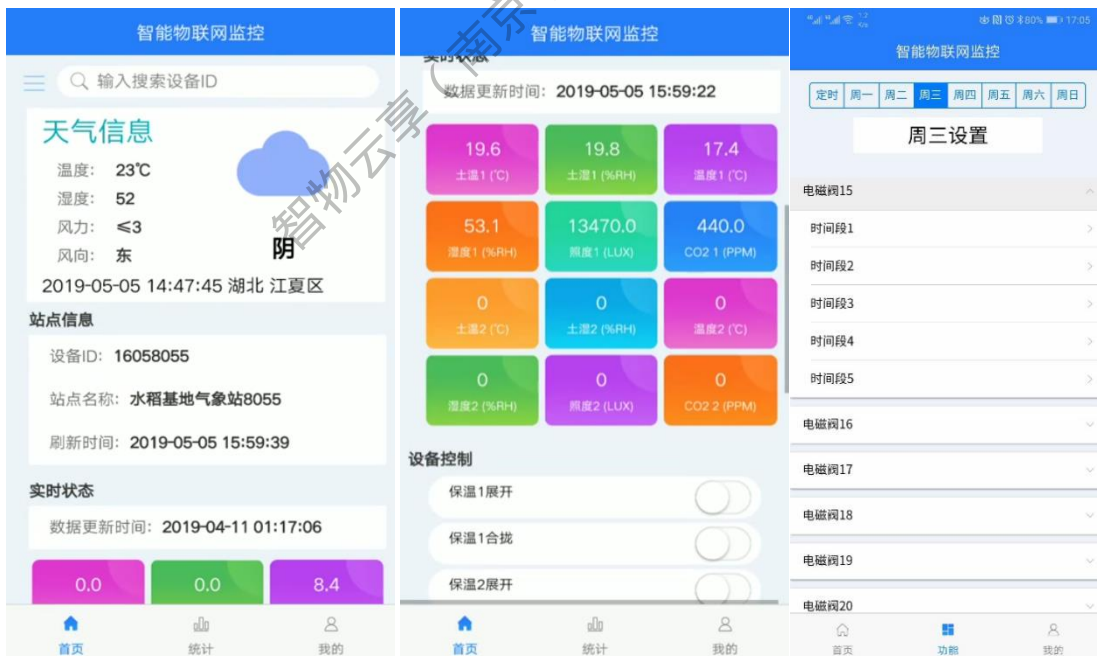 智能物联网监控
输入搜索设备ID
天气信息
温度: 23℃
湿度: 52
风力: ≤3
风向: 东
阴
2019-05-05 14:47:45 湖北 江夏区
站点信息
设备ID: 16058055
站点名称: 水稻基地气象站8055
刷新时间: 2019-05-05 15:59:39
实时状态
数据更新时间: 2019-04-11 01:17:06
0.0 0.0 8.4
首页 统计 我的
智能物联网监控
实时状态
数据更新时间: 2019-05-05 15:59:22
19.6 19.8 17.4
土温1 (℃) 土湿1 (%RH) 温度1 (℃)
53.1 13470.0 440.0
湿度1 (%RH) 照度1 (LUX) CO2 1 (PPM)
0 0 0
土温2 (℃) 土湿2 (%RH) 温度2 (℃)
0 0 0
湿度2 (%RH) 照度2 (LUX) CO2 2 (PPM)
设备控制
保温1展开
保温1合拢
保温2展开
首页 统计 我的
80% 17:05
智能物联网监控
定时 周一 周二 周三 周四 周五 周六 周日
周三设置
电磁阀15
时间段1
时间段2
时间段3
时间段4
时间段5
电磁阀16
电磁阀17
电磁阀18
电磁阀19
电磁阀20
首页 功能 我的
智物云享（南京